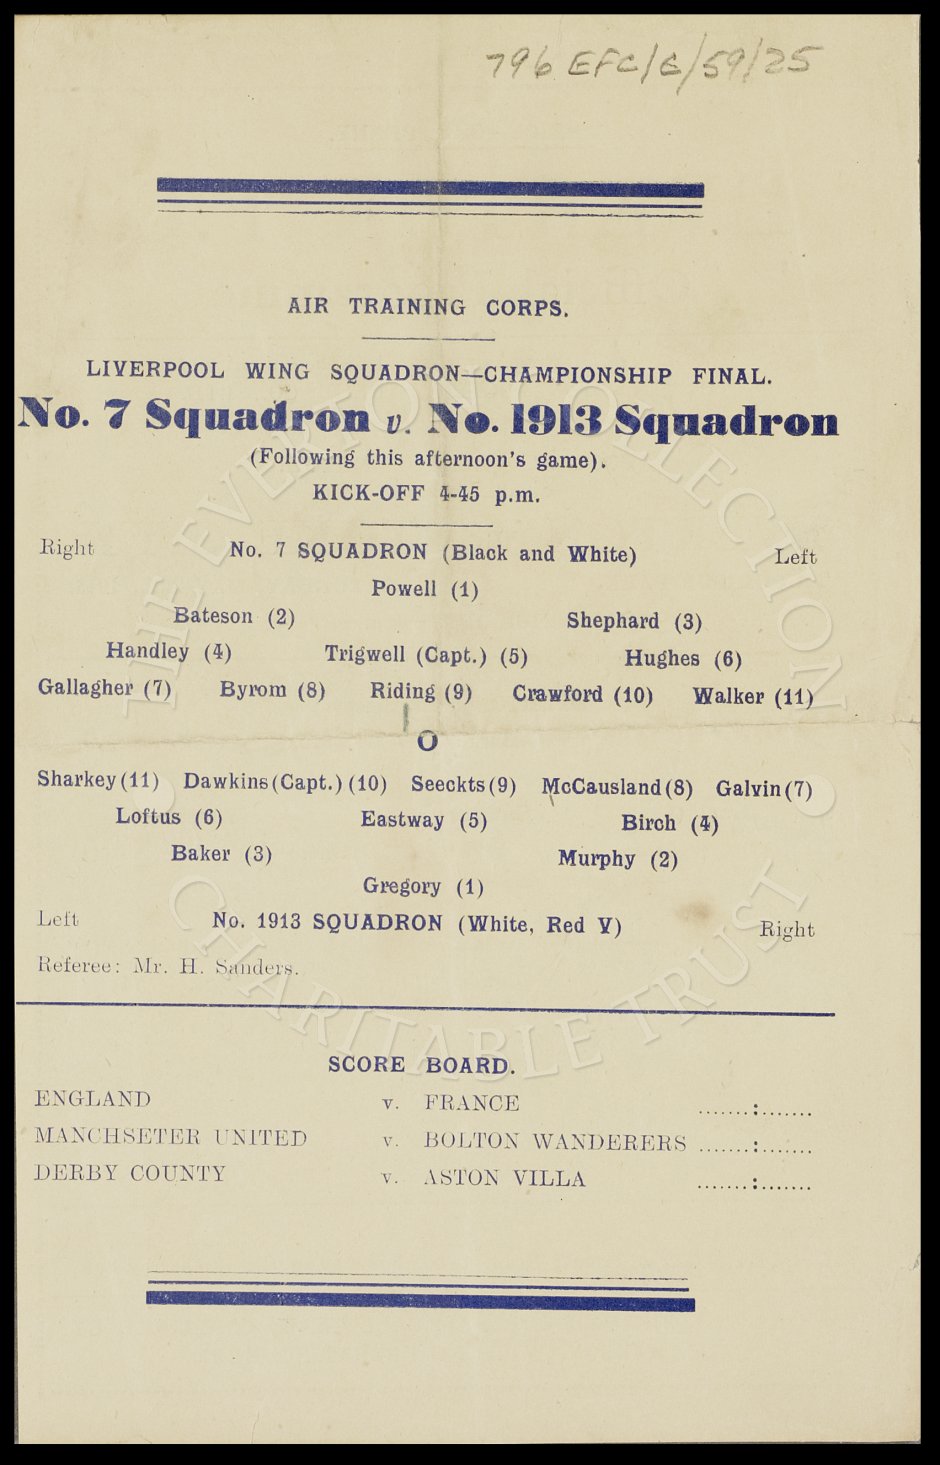 796 EFC/6/59/25
AIR TRAINING CORPS.
LIVERPOOL WING SQUADRON—CHAMPIONSHIP FINAL.
No. 7 Squadron v. No. 1913 Squadron
(Following this afternoon's game).
KICK-OFF 4-45 p.m.
Right No. 7 SQUADRON (Black and White) Left
Powell (1)
Bateson (2) Shephard (3)
Handley (4) Trigwell (Capt.) (5) Hughes (6)
Gallagher (7) Byrom (8) Riding (9) Crawford (10) Walker (11)
O
Sharkey (11) Dawkins (Capt.) (10) Seeckts (9) McCausland (8) Galvin (7)
Loftus (6) Eastway (5) Birch (4)
Baker (3) Murphy (2)
Gregory (1)
Left No. 1913 SQUADRON (White, Red V) Right
Referee: Mr. H. Sanders.
SCORE BOARD.
ENGLAND v. FRANCE .......:.......
MANCHSETER UNITED v. BOLTON WANDERERS .......:.......
DERBY COUNTY v. ASTON VILLA .......:.......
THE EVERTON COLLECTION
CHARITABLE TRUST